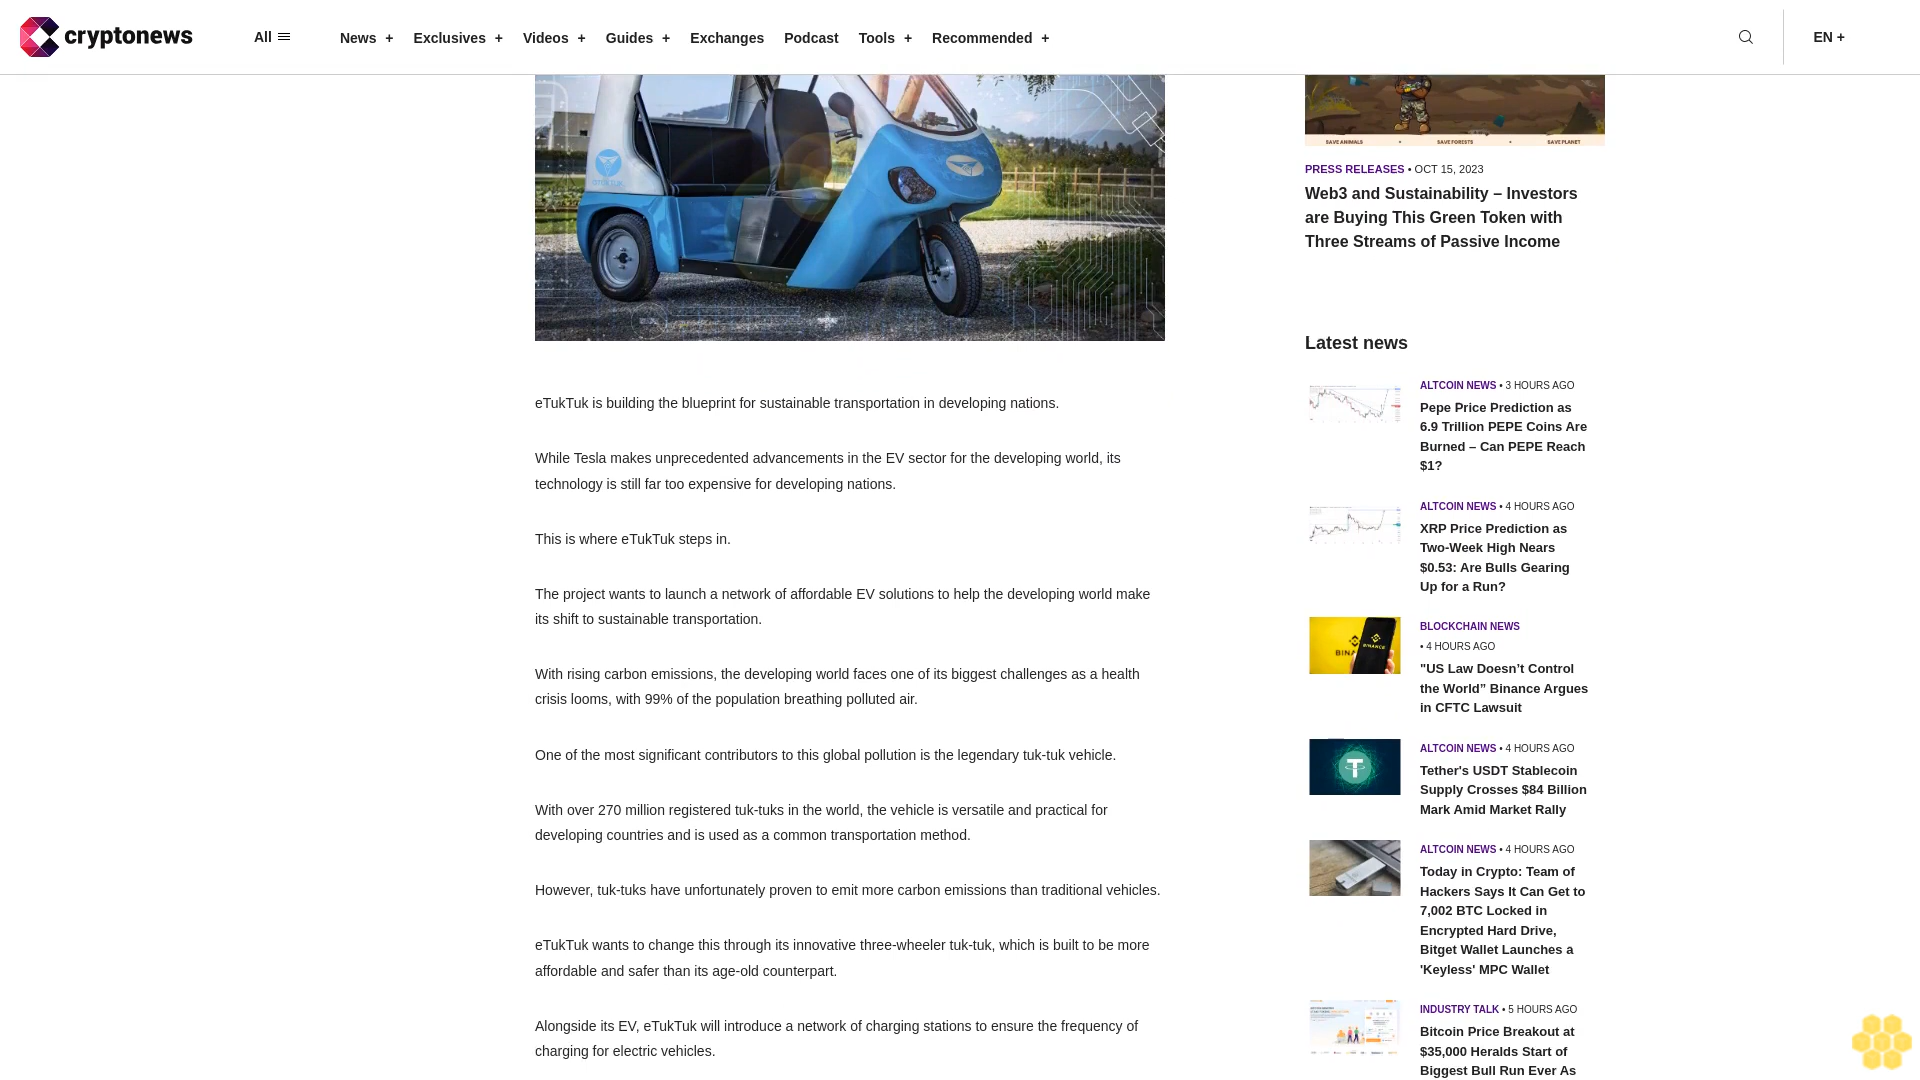 cryptonews
All
News +
Exclusives +
Videos +
Guides +
Exchanges
Podcast
Tools +
Recommended +
EN +
eTukTuk is building the blueprint for sustainable transportation in developing nations.
While Tesla makes unprecedented advancements in the EV sector for the developing world, its
technology is still far too expensive for developing nations.
This is where eTukTuk steps in.
The project wants to launch a network of affordable EV solutions to help the developing world make
its shift to sustainable transportation.
With rising carbon emissions, the developing world faces one of its biggest challenges as a health
crisis looms, with 99% of the population breathing polluted air.
One of the most significant contributors to this global pollution is the legendary tuk-tuk vehicle.
With over 270 million registered tuk-tuks in the world, the vehicle is versatile and practical for
developing countries and is used as a common transportation method.
However, tuk-tuks have unfortunately proven to emit more carbon emissions than traditional vehicles.
eTukTuk wants to change this through its innovative three-wheeler tuk-tuk, which is built to be more
affordable and safer than its age-old counterpart.
Alongside its EV, eTukTuk will introduce a network of charging stations to ensure the frequency of
charging for electric vehicles.
SAVE ANIMALS • SAVE FORESTS • SAVE PLANET
PRESS RELEASES • OCT 15, 2023
Web3 and Sustainability – Investors
are Buying This Green Token with
Three Streams of Passive Income
Latest news
ALTCOIN NEWS • 3 HOURS AGO
Pepe Price Prediction as
6.9 Trillion PEPE Coins Are
Burned – Can PEPE Reach
$1?
ALTCOIN NEWS • 4 HOURS AGO
XRP Price Prediction as
Two-Week High Nears
$0.53: Are Bulls Gearing
Up for a Run?
BLOCKCHAIN NEWS
• 4 HOURS AGO
"US Law Doesn’t Control
the World” Binance Argues
in CFTC Lawsuit
BINANCE
ALTCOIN NEWS • 4 HOURS AGO
Tether's USDT Stablecoin
Supply Crosses $84 Billion
Mark Amid Market Rally
ALTCOIN NEWS • 4 HOURS AGO
Today in Crypto: Team of
Hackers Says It Can Get to
7,002 BTC Locked in
Encrypted Hard Drive,
Bitget Wallet Launches a
'Keyless' MPC Wallet
INDUSTRY TALK • 5 HOURS AGO
Bitcoin Price Breakout at
$35,000 Heralds Start of
Biggest Bull Run Ever As